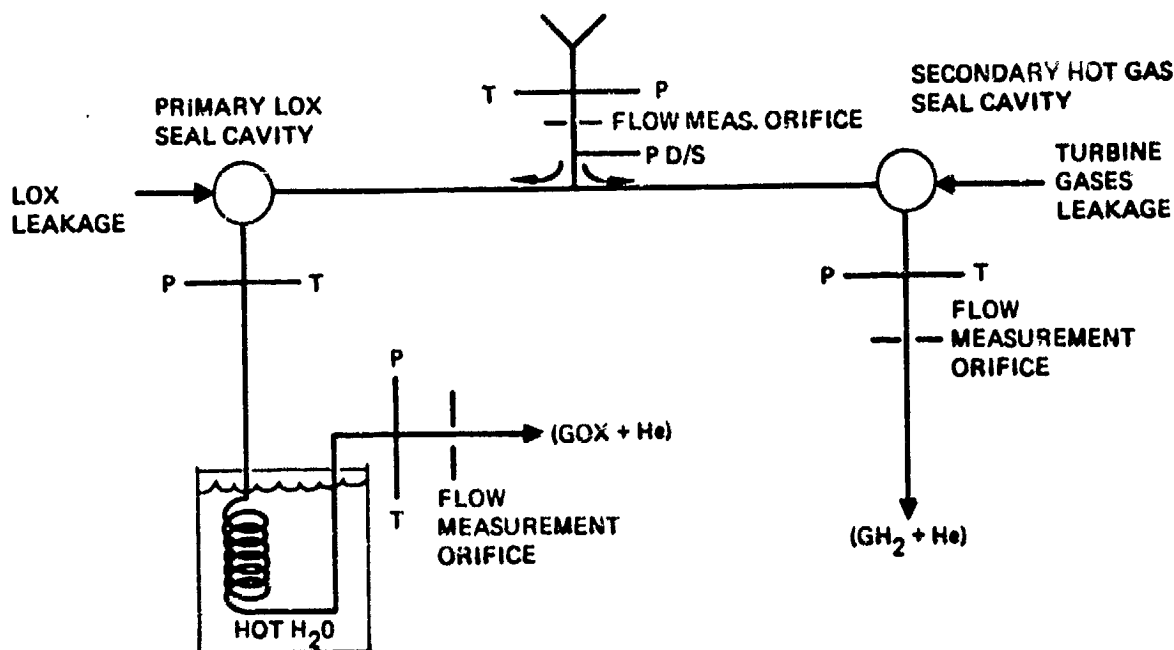 T
P
FLOW MEAS. ORIFICE
P D/S
PRIMARY LOX
SEAL CAVITY
LOX
LEAKAGE
SECONDARY HOT GAS
SEAL CAVITY
TURBINE
GASES
LEAKAGE
P
T
P
T
FLOW
MEASUREMENT
ORIFICE
P
T
(GOX + He)
FLOW
MEASUREMENT
ORIFICE
(GH2 + He)
HOT H2O